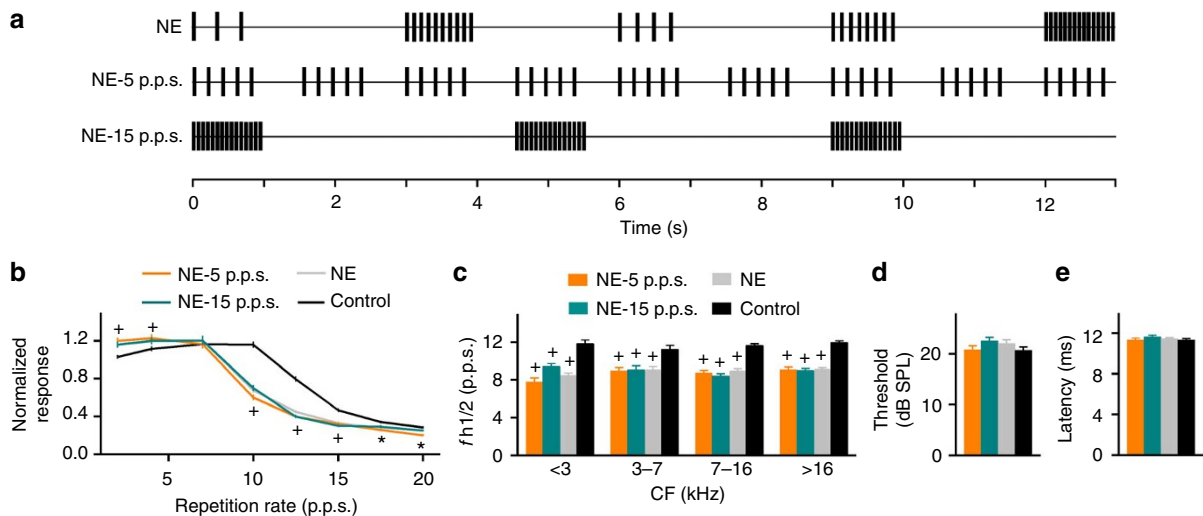 a
NE
NE-5 p.p.s.
NE-15 p.p.s.
0 2 4 6 8 10 12
Time (s)
b
NE-5 p.p.s. NE
NE-15 p.p.s. Control
Normalized
response
1.2
0.8
0.4
0.0
+ + + + + * *
5 10 15 20
Repetition rate (p.p.s.)
c
NE-5 p.p.s. NE
NE-15 p.p.s. Control
fh1/2 (p.p.s.)
12
9
6
3
0
+ + + + + + + + + + + +
<3 3–7 7–16 >16
CF (kHz)
d
Threshold
(dB SPL)
20
10
0
e
Latency (ms)
12
8
4
0